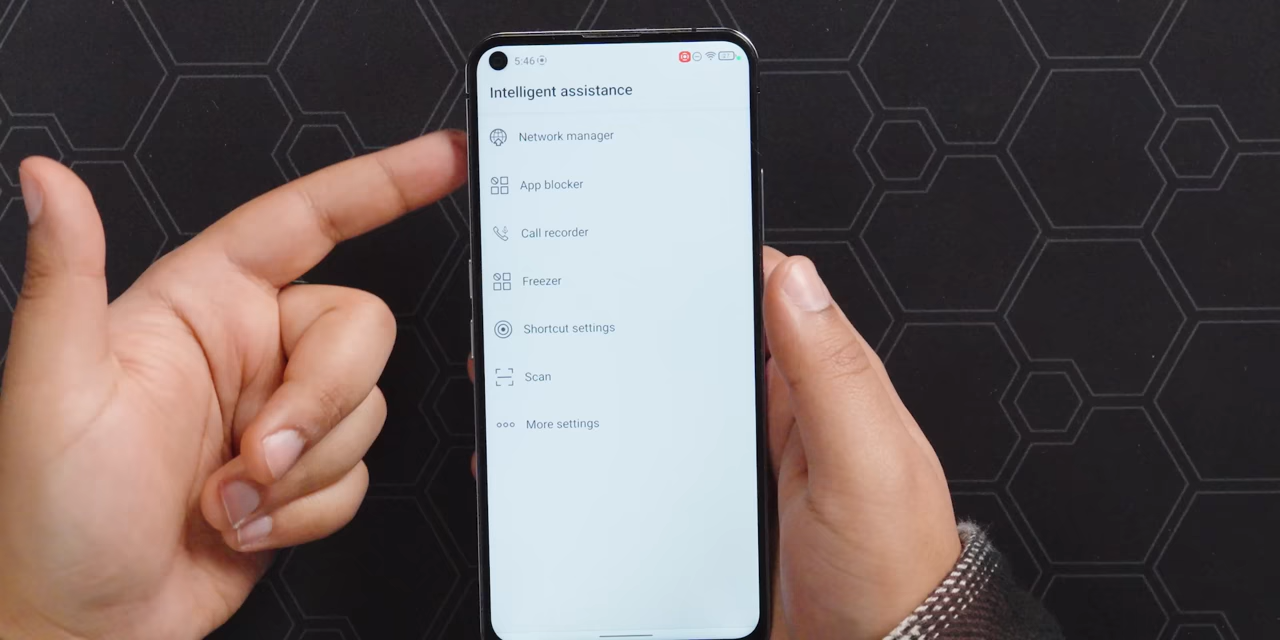 5:46
Intelligent assistance
Network manager
App blocker
Call recorder
Freezer
Shortcut settings
Scan
More settings